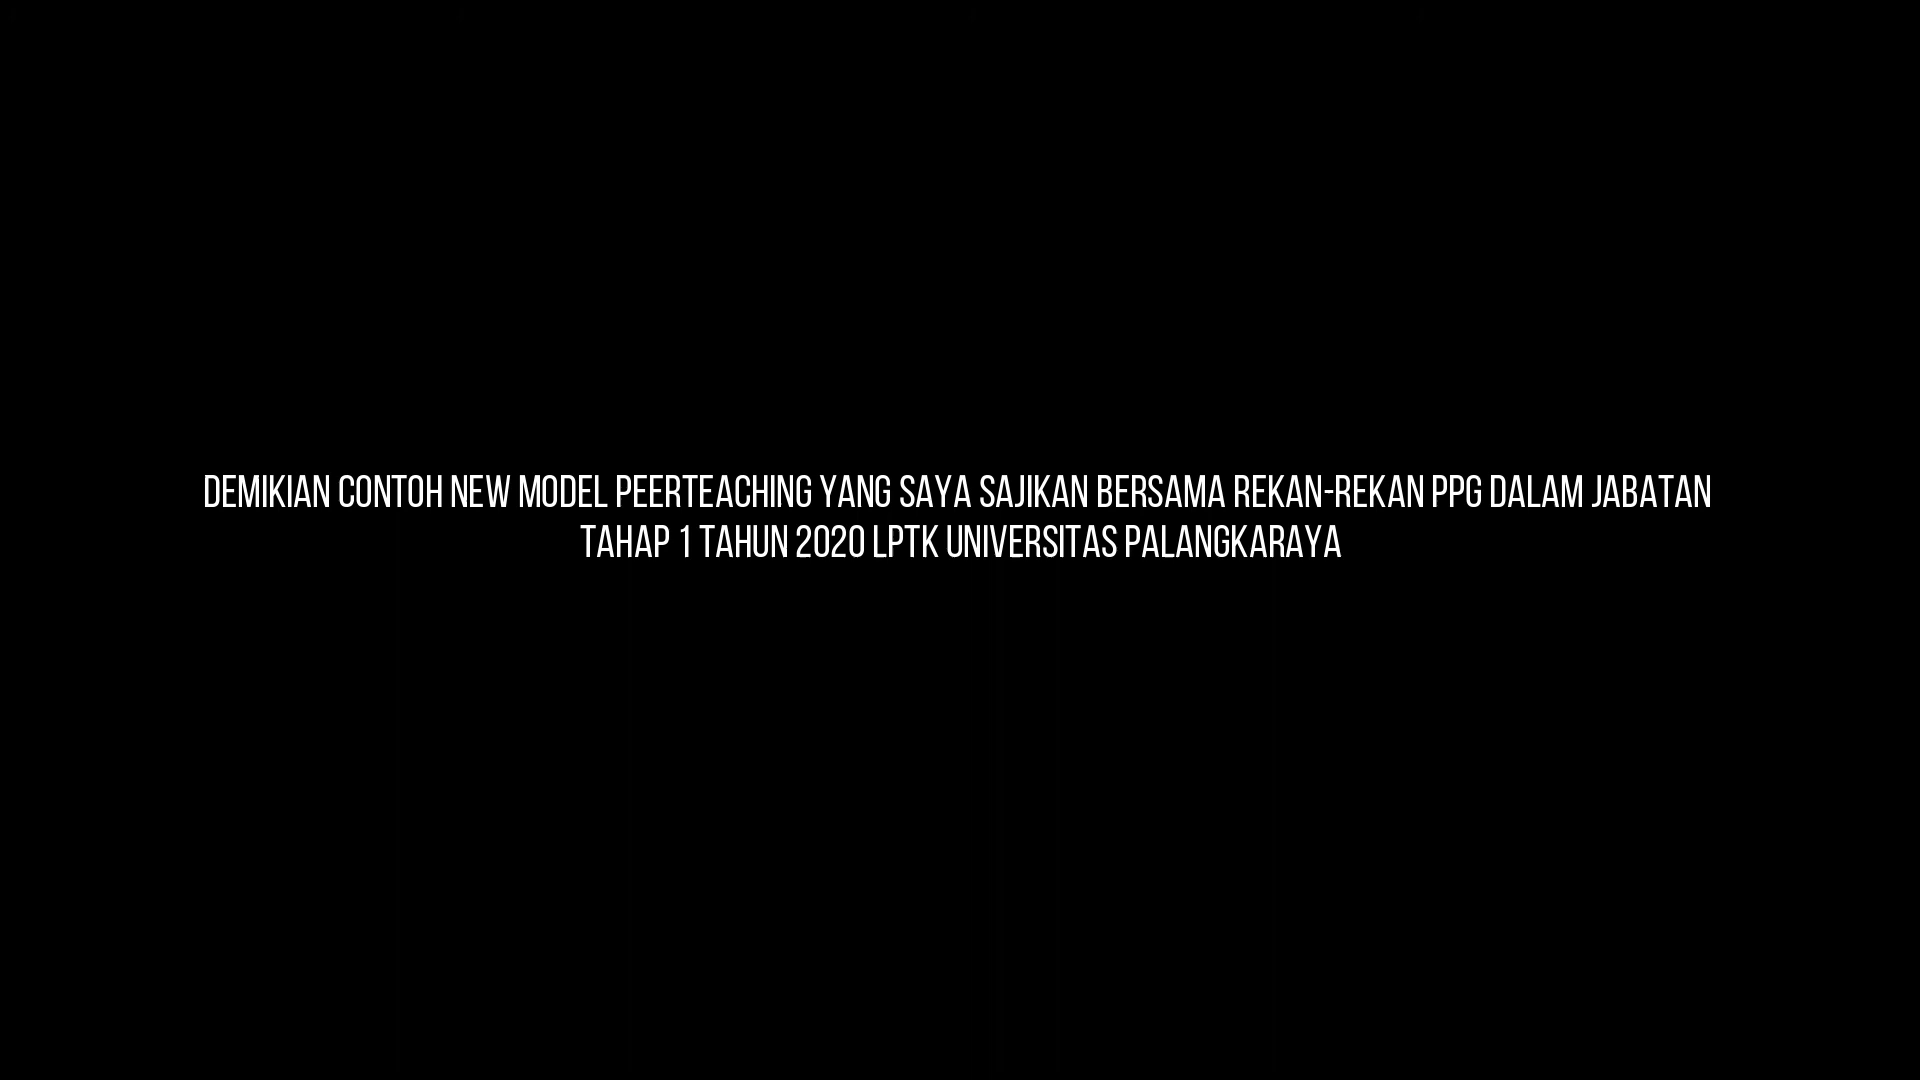 DEMIKIAN CONTOH NEW MODEL PEERTEACHING YANG SAYA SAJIKAN BERSAMA REKAN-REKAN PPG DALAM JABATAN
TAHAP 1 TAHUN 2020 LPTK UNIVERSITAS PALANGKARAYA